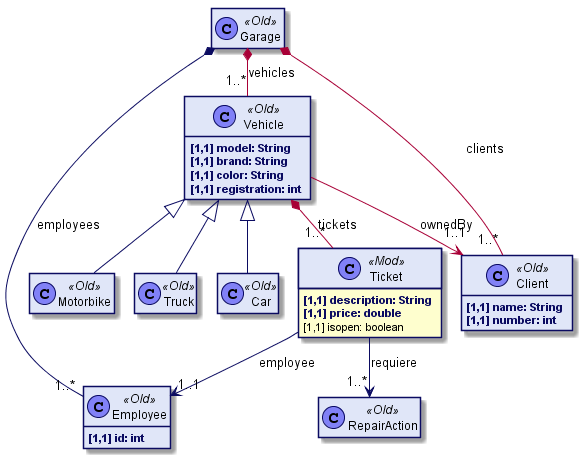 C «Old»
Garage
vehicles
1..*
C «Old»
Vehicle
[1,1] model: String
[1,1] brand: String
[1,1] color: String
[1,1] registration: int
clients
employees
tickets
1..*
ownedBy
1..1
1..*
C «Old»
Motorbike
C «Old»
Truck
C «Old»
Car
C «Mod»
Ticket
[1,1] description: String
[1,1] price: double
[1,1] isopen: boolean
C «Old»
Client
[1,1] name: String
[1,1] number: int
employee
requiere
1..*
1..1
1..*
C «Old»
Employee
[1,1] id: int
C «Old»
RepairAction